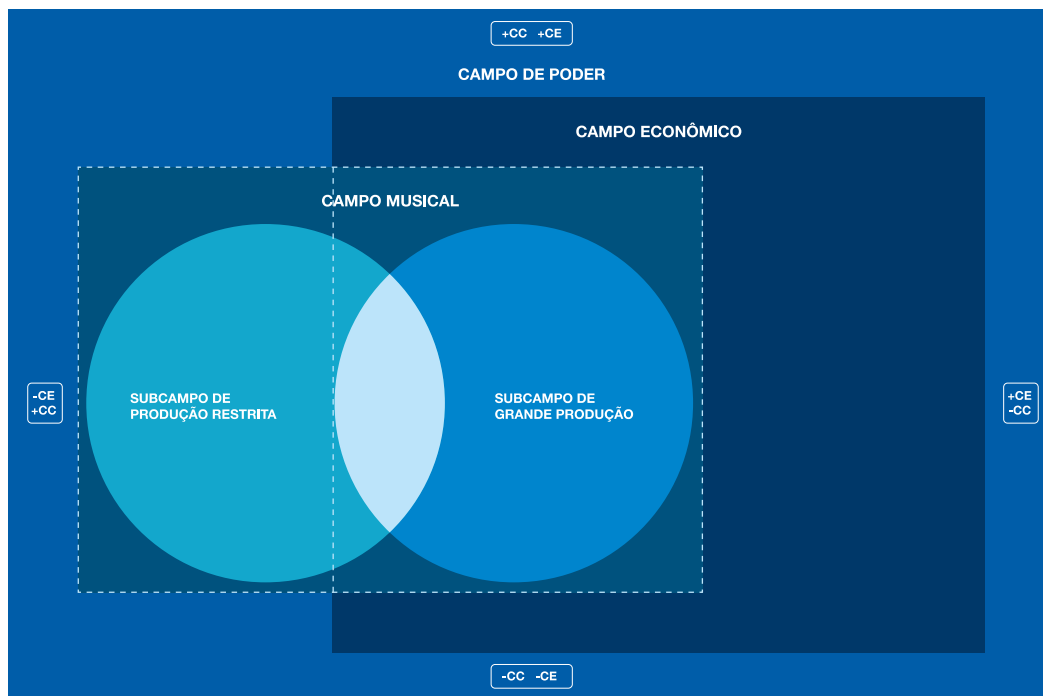 +CC +CE
CAMPO DE PODER
CAMPO ECONÔMICO
CAMPO MUSICAL
-CE
+CC
SUBCAMPO DE
PRODUÇÃO RESTRITA
SUBCAMPO DE
GRANDE PRODUÇÃO
+CE
-CC
-CC -CE